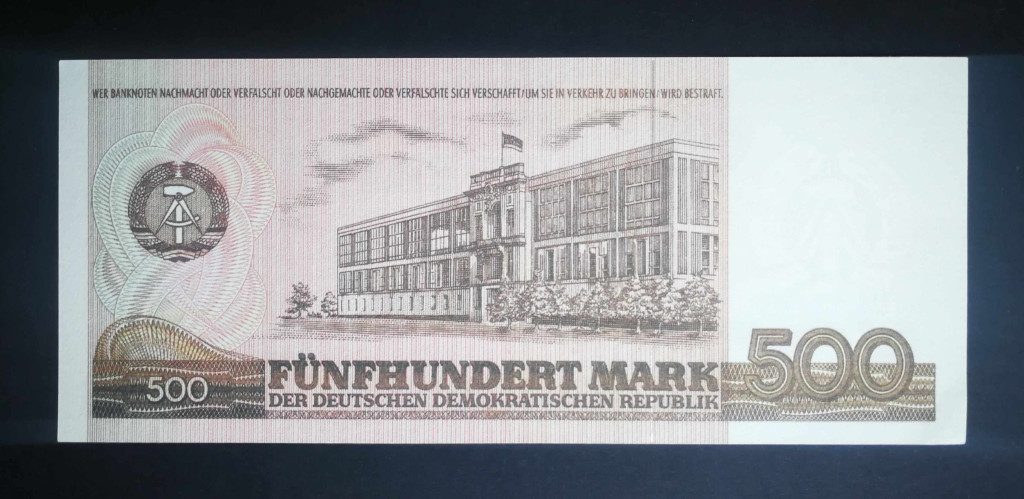 WER BANKNOTEN NACHMACHT ODER VERFÄLSCHT ODER NACHGEMACHTE ODER VERFÄLSCHTE SICH VERSCHAFFT/UM SIE IN VERKEHR ZU BRINGEN/WIRD BESTRAFT.
500
FÜNFHUNDERT MARK
DER DEUTSCHEN DEMOKRATISCHEN REPUBLIK
500